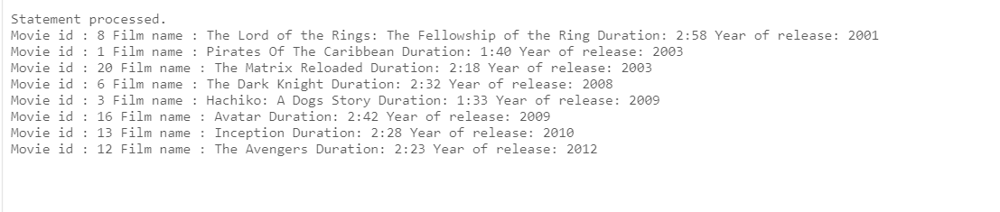 Statement processed.
Movie id : 8 Film name : The Lord of the Rings: The Fellowship of the Ring Duration: 2:58 Year of release: 2001
Movie id : 1 Film name : Pirates Of The Caribbean Duration: 1:40 Year of release: 2003
Movie id : 20 Film name : The Matrix Reloaded Duration: 2:18 Year of release: 2003
Movie id : 6 Film name : The Dark Knight Duration: 2:32 Year of release: 2008
Movie id : 3 Film name : Hachiko: A Dogs Story Duration: 1:33 Year of release: 2009
Movie id : 16 Film name : Avatar Duration: 2:42 Year of release: 2009
Movie id : 13 Film name : Inception Duration: 2:28 Year of release: 2010
Movie id : 12 Film name : The Avengers Duration: 2:23 Year of release: 2012